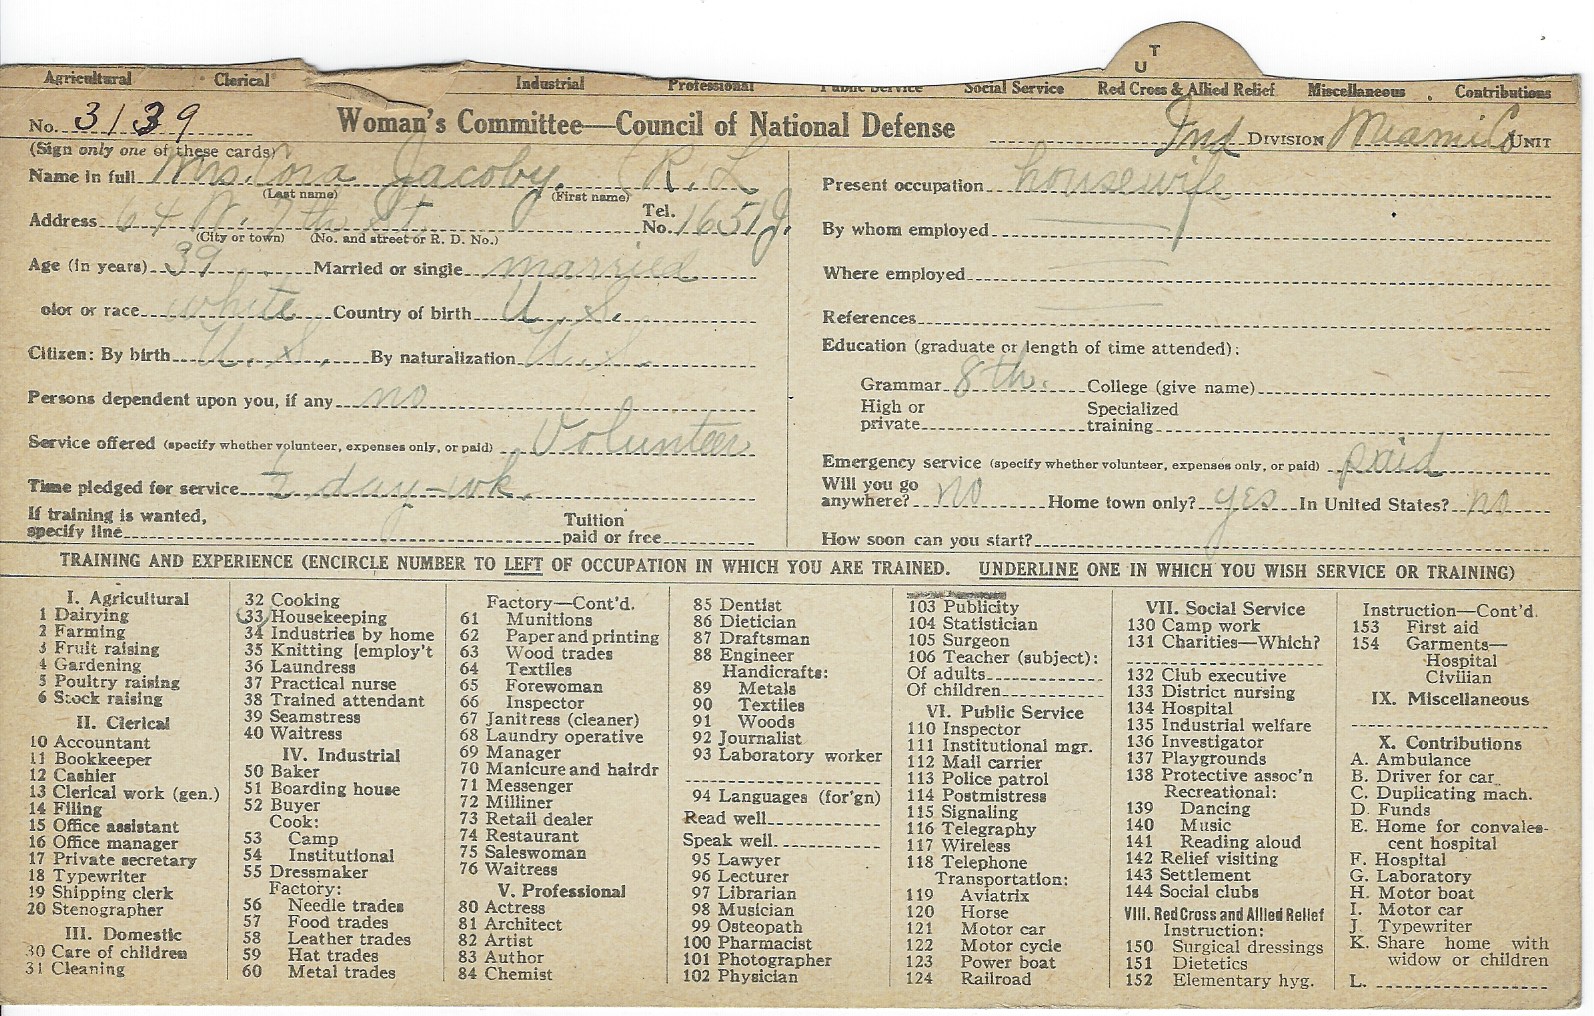 T
U
Agricultural Clerical Industrial Professional Public Service Social Service Red Cross & Allied Relief Miscellaneous Contributions
No. 3139 Woman's Committee—Council of National Defense Ind DIVISION Miami Co UNIT
(Sign only one of these cards)
Name in full Mrs. Cora Jacoby (R. L
(Last name) (First name)
Address 64 W. 7th St. Tel. No. 1651J.
(City or town) (No. and street or R. D. No.)
Age (in years) 39 Married or single married
olor or race white Country of birth U. S.
Citizen: By birth U. S. By naturalization U. S.
Persons dependent upon you, if any no
Service offered (specify whether volunteer, expenses only, or paid) Volunteer
Time pledged for service ½ day-wk.
If training is wanted, specify line Tuition paid or free
Present occupation housewife
By whom employed
Where employed
References
Education (graduate or length of time attended):
Grammar 8th. College (give name)
High or private Specialized training
Emergency service (specify whether volunteer, expenses only, or paid) paid
Will you go anywhere? no Home town only? yes In United States? no
How soon can you start?
TRAINING AND EXPERIENCE (ENCIRCLE NUMBER TO LEFT OF OCCUPATION IN WHICH YOU ARE TRAINED. UNDERLINE ONE IN WHICH YOU WISH SERVICE OR TRAINING)
I. Agricultural
1 Dairying
2 Farming
3 Fruit raising
4 Gardening
5 Poultry raising
6 Stock raising
II. Clerical
10 Accountant
11 Bookkeeper
12 Cashier
13 Clerical work (gen.)
14 Filing
15 Office assistant
16 Office manager
17 Private secretary
18 Typewriter
19 Shipping clerk
20 Stenographer
III. Domestic
30 Care of children
31 Cleaning
32 Cooking
33 Housekeeping
34 Industries by home
35 Knitting [employ't
36 Laundress
37 Practical nurse
38 Trained attendant
39 Seamstress
40 Waitress
IV. Industrial
50 Baker
51 Boarding house
52 Buyer
Cook:
53 Camp
54 Institutional
55 Dressmaker
Factory:
56 Needle trades
57 Food trades
58 Leather trades
59 Hat trades
60 Metal trades
Factory—Cont'd.
61 Munitions
62 Paper and printing
63 Wood trades
64 Textiles
65 Forewoman
66 Inspector
67 Janitress (cleaner)
68 Laundry operative
69 Manager
70 Manicure and hairdr
71 Messenger
72 Milliner
73 Retail dealer
74 Restaurant
75 Saleswoman
76 Waitress
V. Professional
80 Actress
81 Architect
82 Artist
83 Author
84 Chemist
85 Dentist
86 Dietician
87 Draftsman
88 Engineer
Handicrafts:
89 Metals
90 Textiles
91 Woods
92 Journalist
93 Laboratory worker
94 Languages (for'gn)
Read well
Speak well
95 Lawyer
96 Lecturer
97 Librarian
98 Musician
99 Osteopath
100 Pharmacist
101 Photographer
102 Physician
103 Publicity
104 Statistician
105 Surgeon
106 Teacher (subject):
Of adults
Of children
VI. Public Service
110 Inspector
111 Institutional mgr.
112 Mail carrier
113 Police patrol
114 Postmistress
115 Signaling
116 Telegraphy
117 Wireless
118 Telephone
Transportation:
119 Aviatrix
120 Horse
121 Motor car
122 Motor cycle
123 Power boat
124 Railroad
VII. Social Service
130 Camp work
131 Charities—Which?
132 Club executive
133 District nursing
134 Hospital
135 Industrial welfare
136 Investigator
137 Playgrounds
138 Protective assoc'n
Recreational:
139 Dancing
140 Music
141 Reading aloud
142 Relief visiting
143 Settlement
144 Social clubs
VIII. Red Cross and Allied Relief
Instruction:
150 Surgical dressings
151 Dietetics
152 Elementary hyg.
Instruction—Cont'd.
153 First aid
154 Garments—
Hospital
Civilian
IX. Miscellaneous
X. Contributions
A. Ambulance
B. Driver for car
C. Duplicating mach.
D. Funds
E. Home for convales-
cent hospital
F. Hospital
G. Laboratory
H. Motor boat
I. Motor car
J. Typewriter
K. Share home with
widow or children
L.